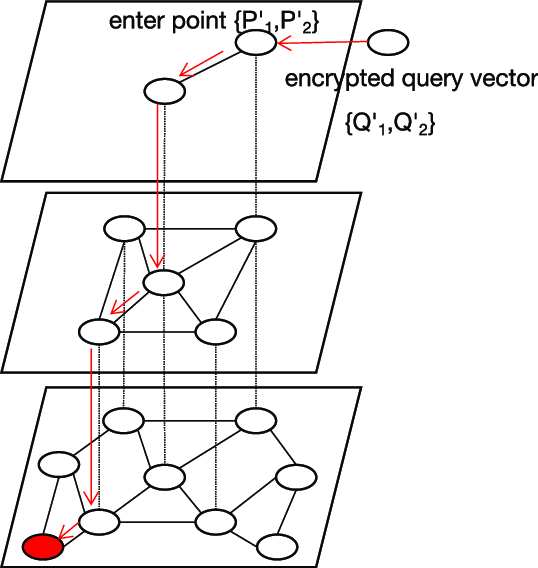 enter point {P'₁,P'₂}
encrypted query vector
{Q'₁,Q'₂}